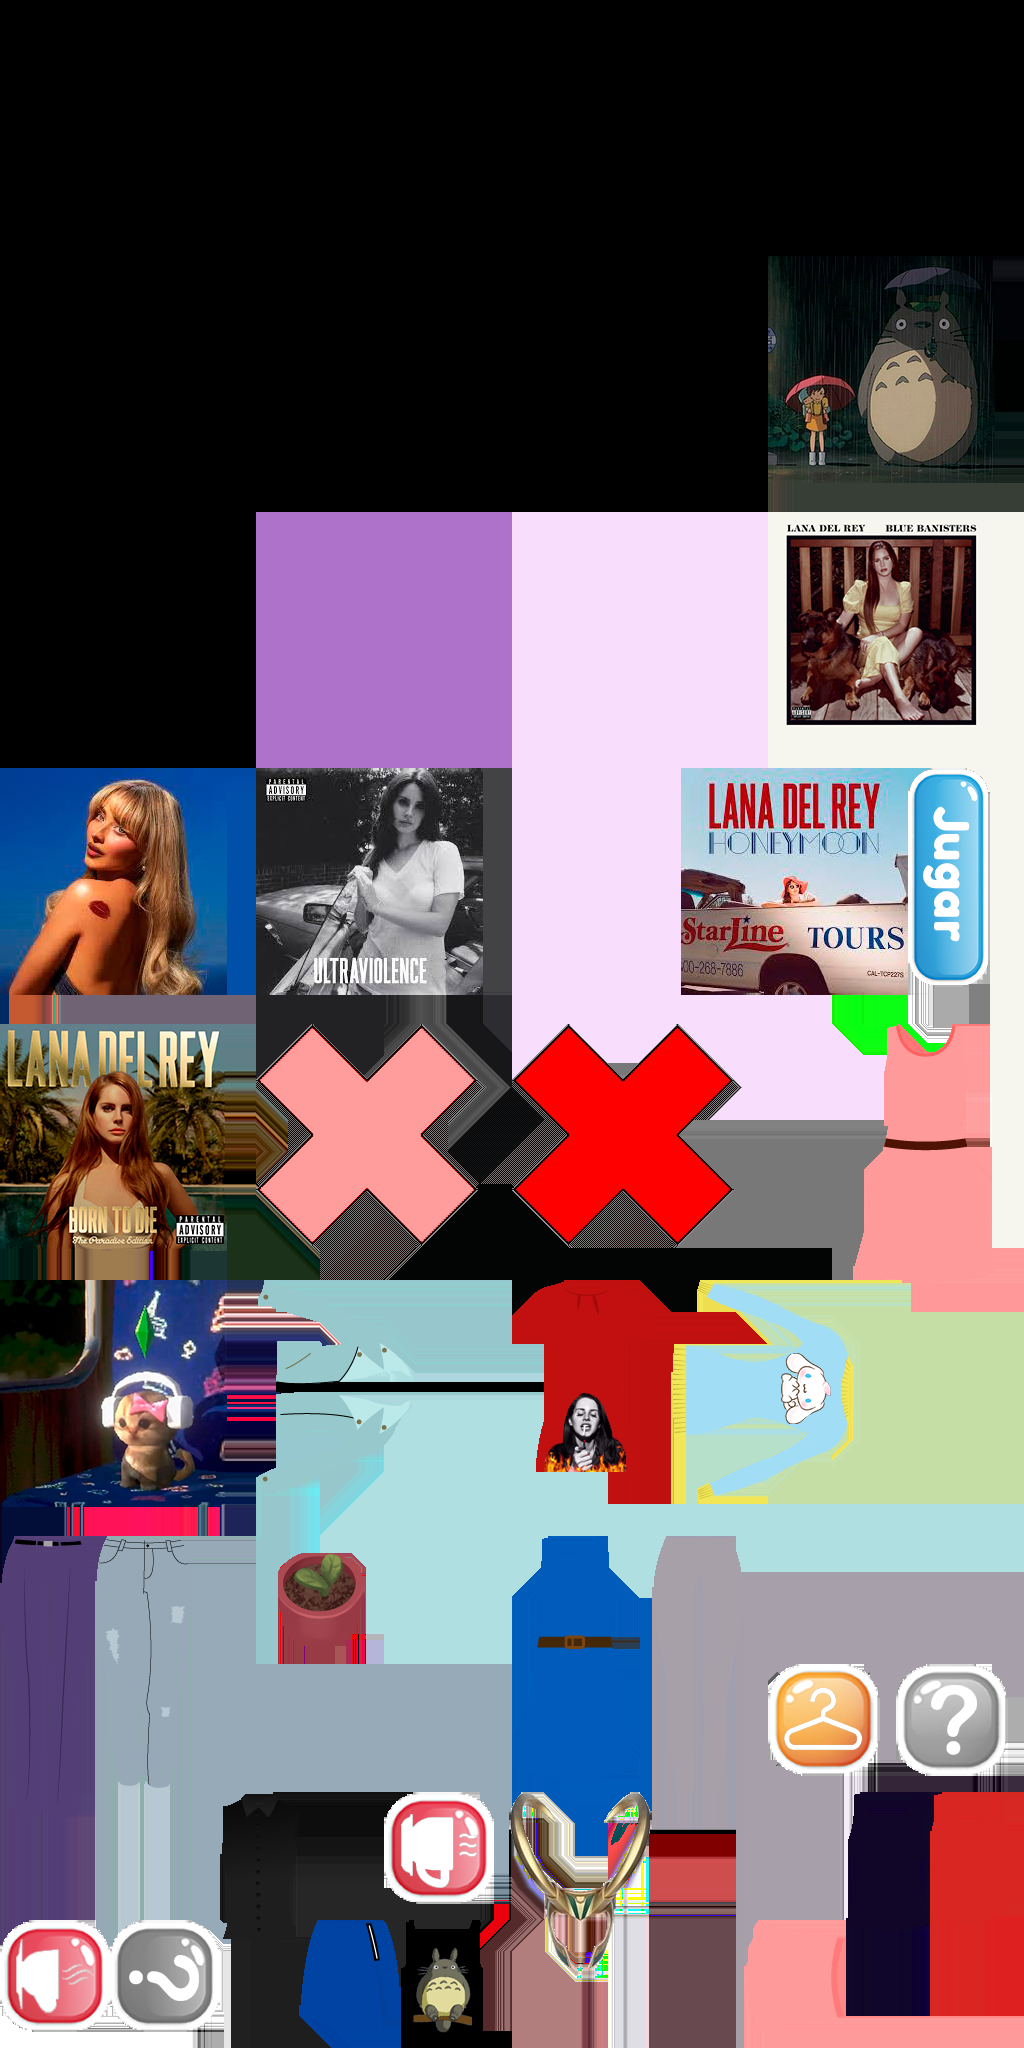 LANA DEL REY BLUE BANISTERS
PARENTAL
ADVISORY
EXPLICIT CONTENT
ULTRAVIOLENCE
LANA DEL REY
HONEYMOON
StarLine TOURS
800-268-7886
CAL-TCP227S
Jugar
LANA DEL REY
BORN TO DIE
The Paradise Edition
PARENTAL
ADVISORY
EXPLICIT CONTENT
?
?